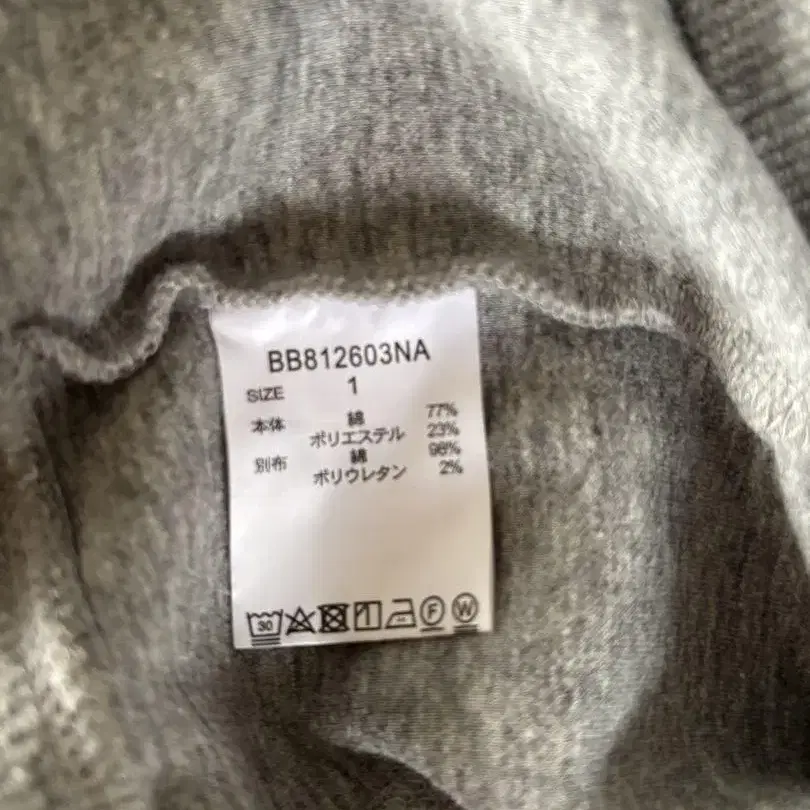 BB812603NA
SIZE 1
本体 綿 77%
ポリエステル 23%
別布 綿 98%
ポリウレタン 2%
30 F W